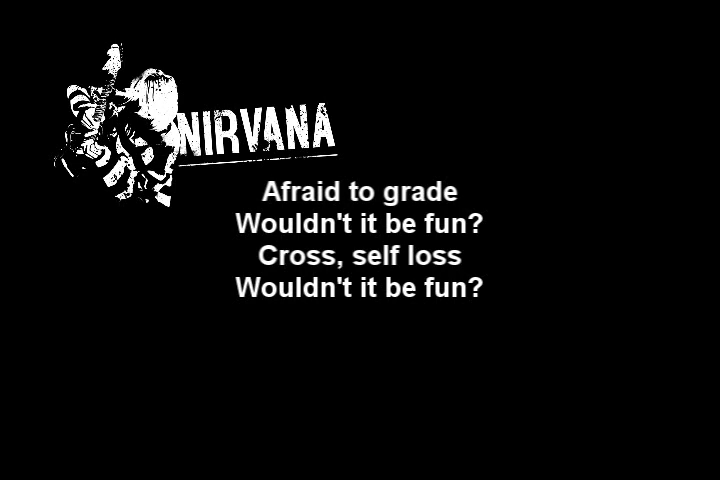 NIRVANA
Afraid to grade
Wouldn't it be fun?
Cross, self loss
Wouldn't it be fun?